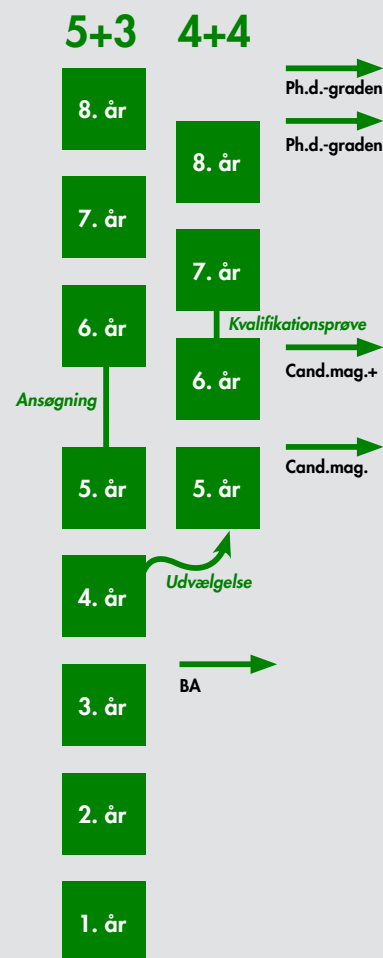 5+3 4+4
Ph.d.-graden
8. år
Ph.d.-graden
8. år
7. år
7. år
6. år
Kvalifikationsprøve
Cand.mag.+
6. år
Ansøgning
Cand.mag.
5. år 5. år
4. år
Udvælgelse
BA
3. år
2. år
1. år